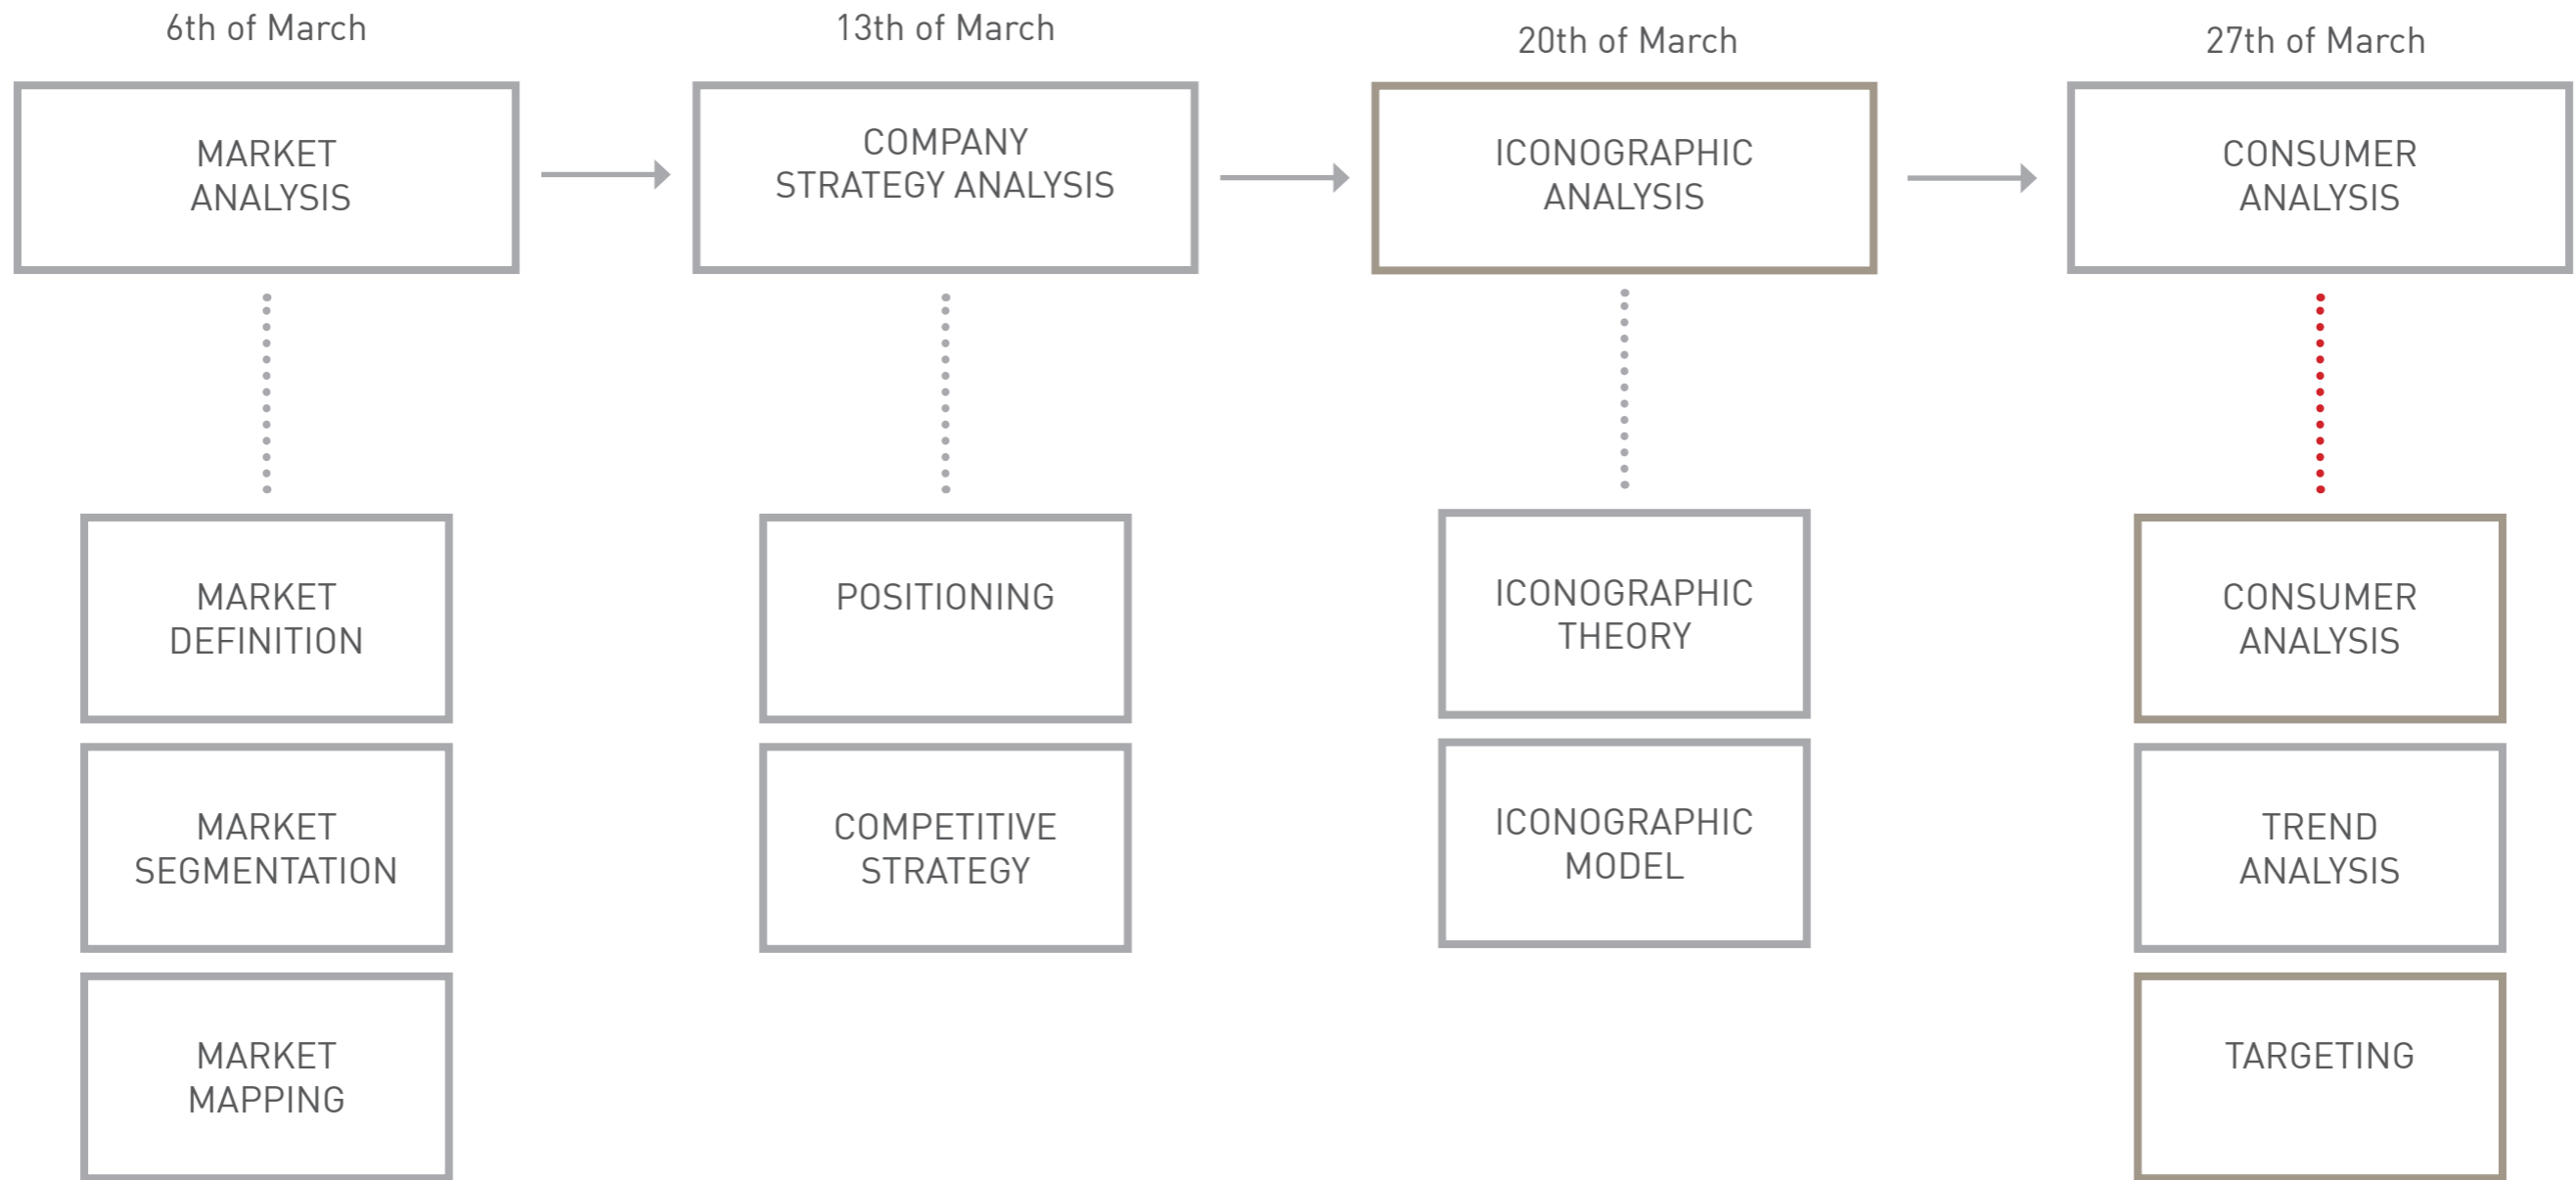 6th of March
13th of March
20th of March
27th of March
MARKET
ANALYSIS
COMPANY
STRATEGY ANALYSIS
ICONOGRAPHIC
ANALYSIS
CONSUMER
ANALYSIS
MARKET
DEFINITION
MARKET
SEGMENTATION
MARKET
MAPPING
POSITIONING
COMPETITIVE
STRATEGY
ICONOGRAPHIC
THEORY
ICONOGRAPHIC
MODEL
CONSUMER
ANALYSIS
TREND
ANALYSIS
TARGETING